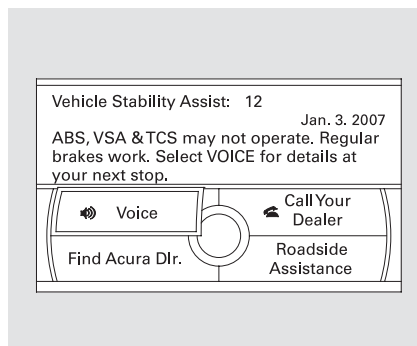 Vehicle Stability Assist: 12
Jan. 3. 2007
ABS, VSA & TCS may not operate. Regular
brakes work. Select VOICE for details at
your next stop.
Voice
Call Your
Dealer
Find Acura Dlr.
Roadside
Assistance